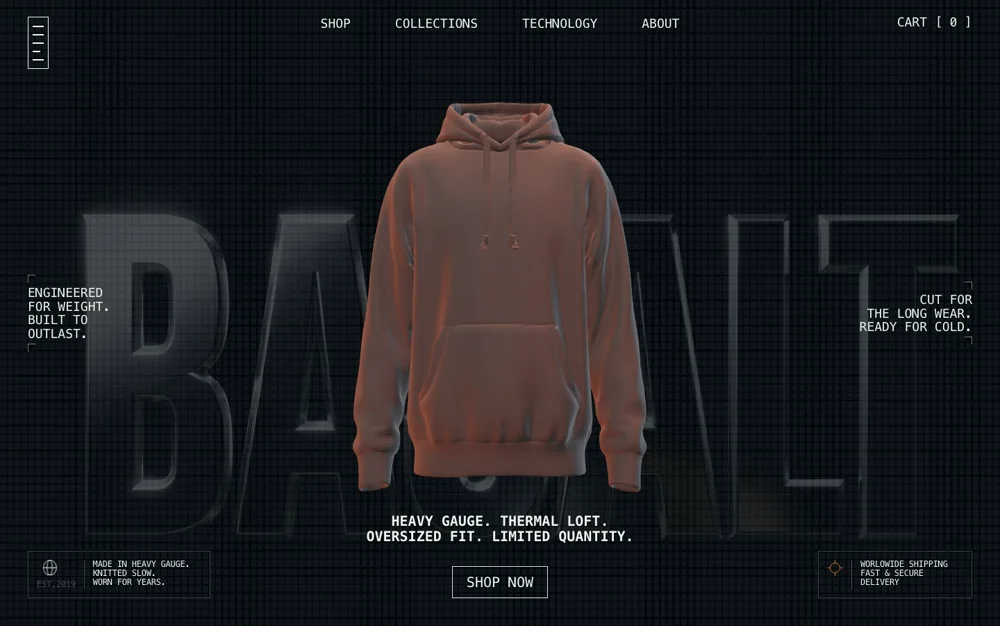 SHOP COLLECTIONS TECHNOLOGY ABOUT CART [ 0 ]
BASALT
ENGINEERED
FOR WEIGHT.
BUILT TO
OUTLAST.
CUT FOR
THE LONG WEAR.
READY FOR COLD.
HEAVY GAUGE. THERMAL LOFT.
OVERSIZED FIT. LIMITED QUANTITY.
SHOP NOW
EST.2019
MADE IN HEAVY GAUGE.
KNITTED SLOW.
WORN FOR YEARS.
WORLDWIDE SHIPPING
FAST & SECURE
DELIVERY